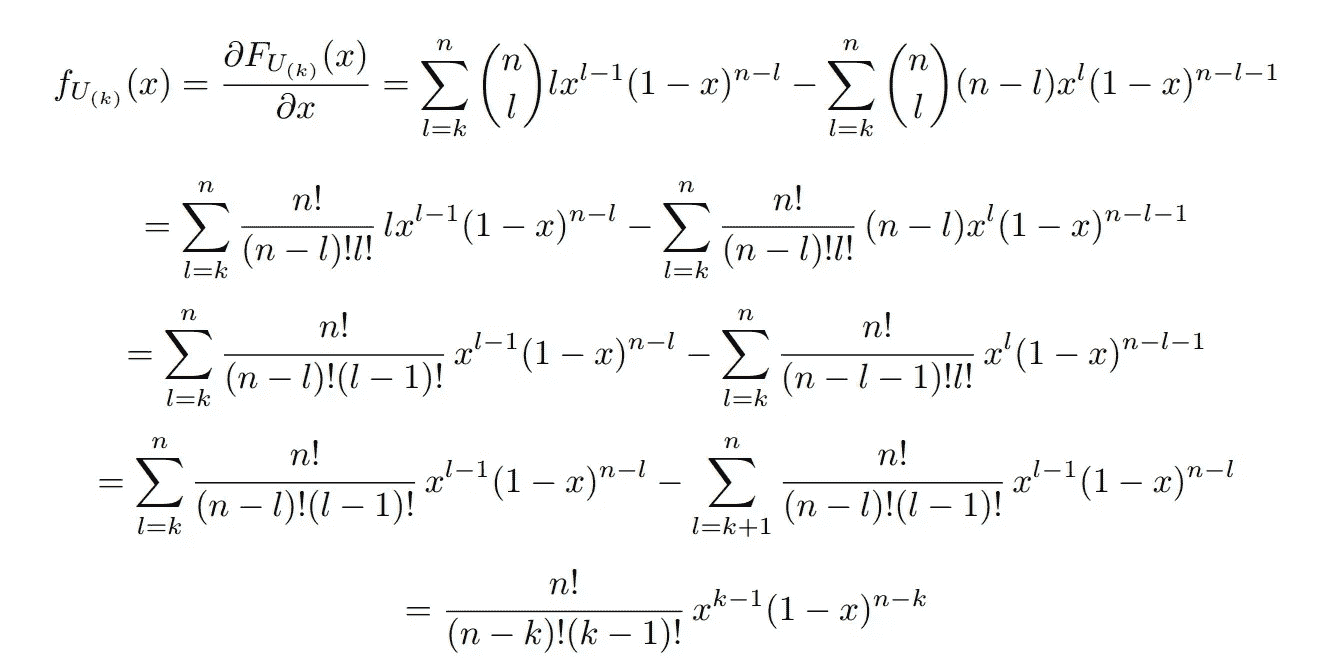 f_{U_{(k)}}(x) = \frac{\partial F_{U_{(k)}}(x)}{\partial x} = \sum_{l=k}^{n} \binom{n}{l} l x^{l-1}(1-x)^{n-l} - \sum_{l=k}^{n} \binom{n}{l} (n-l) x^{l}(1-x)^{n-l-1}
= \sum_{l=k}^{n} \frac{n!}{(n-l)!l!} l x^{l-1}(1-x)^{n-l} - \sum_{l=k}^{n} \frac{n!}{(n-l)!l!} (n-l) x^{l}(1-x)^{n-l-1}
= \sum_{l=k}^{n} \frac{n!}{(n-l)!(l-1)!} x^{l-1}(1-x)^{n-l} - \sum_{l=k}^{n} \frac{n!}{(n-l-1)!l!} x^{l}(1-x)^{n-l-1}
= \sum_{l=k}^{n} \frac{n!}{(n-l)!(l-1)!} x^{l-1}(1-x)^{n-l} - \sum_{l=k+1}^{n} \frac{n!}{(n-l)!(l-1)!} x^{l-1}(1-x)^{n-l}
= \frac{n!}{(n-k)!(k-1)!} x^{k-1}(1-x)^{n-k}